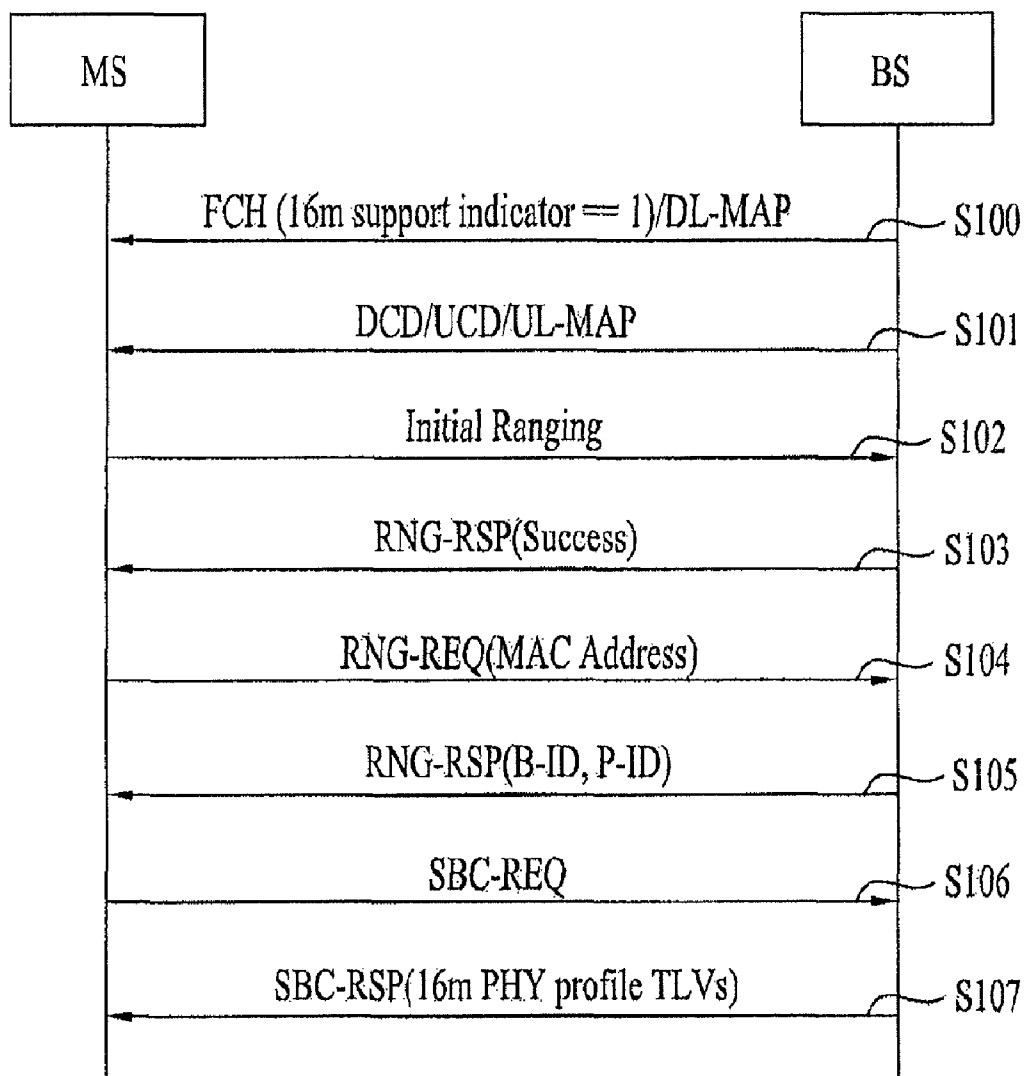 MS
BS
FCH (16m support indicator == 1)/DL-MAP
S100
DCD/UCD/UL-MAP
S101
Initial Ranging
S102
RNG-RSP(Success)
S103
RNG-REQ(MAC Address)
S104
RNG-RSP(B-ID, P-ID)
S105
SBC-REQ
S106
SBC-RSP(16m PHY profile TLVs)
S107